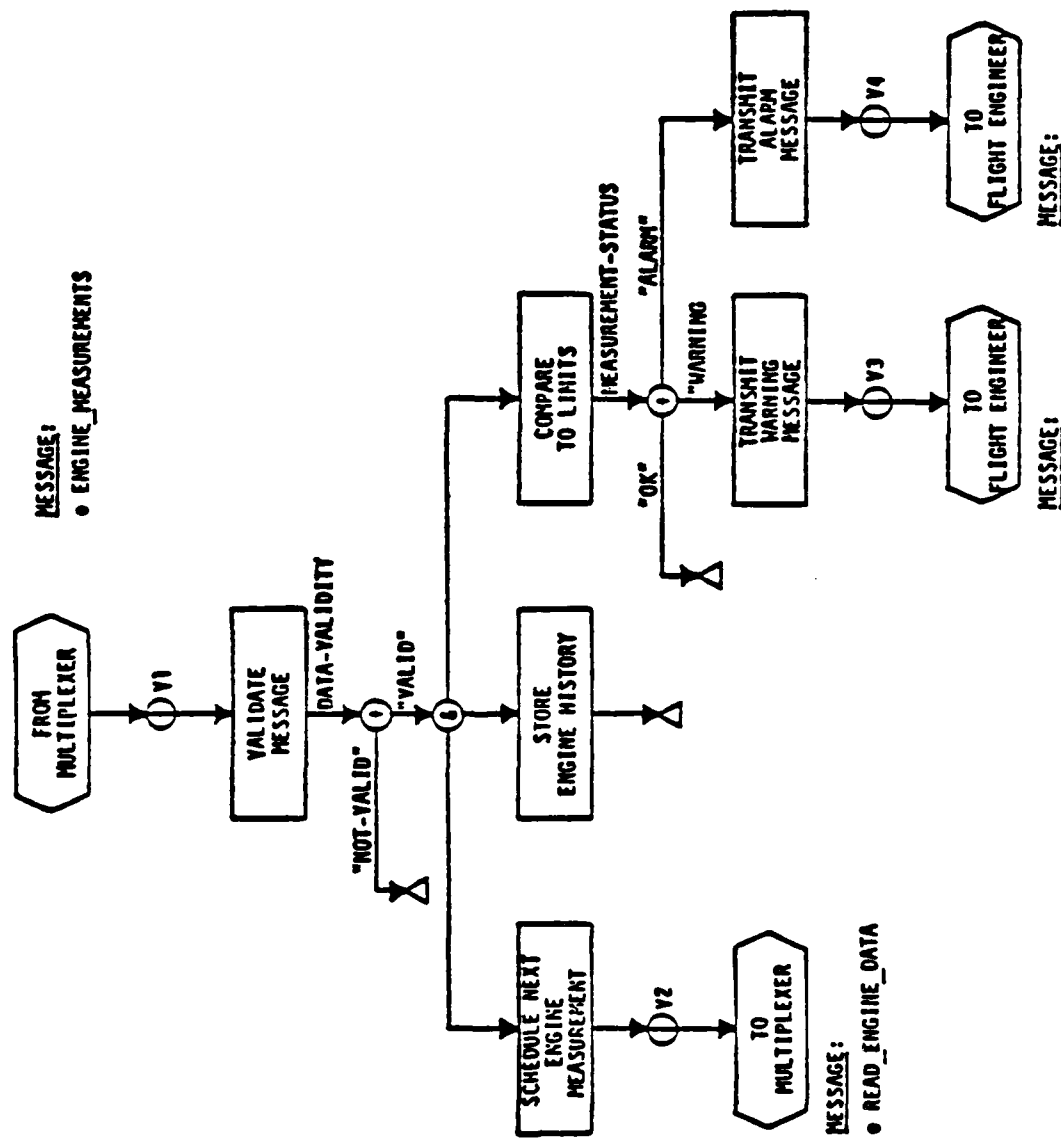 FROM
MULTIPLEXER
MESSAGE:
• ENGINE_MEASUREMENTS
V1
VALIDATE
MESSAGE
DATA-VALIDITY
"NOT-VALID"
+
"VALID"
&
SCHEDULE NEXT
ENGINE
MEASUREMENT
STORE
ENGINE HISTORY
COMPARE
TO LIMITS
MEASUREMENT-STATUS
V2
"OK"
+
"WARNING
"ALARM"
TO
MULTIPLEXER
MESSAGE:
• READ_ENGINE_DATA
TRANSMIT
WARNING
MESSAGE
TRANSMIT
ALARM
MESSAGE
V3
V4
TO
FLIGHT ENGINEER
TO
FLIGHT ENGINEER
MESSAGE:
MESSAGE: